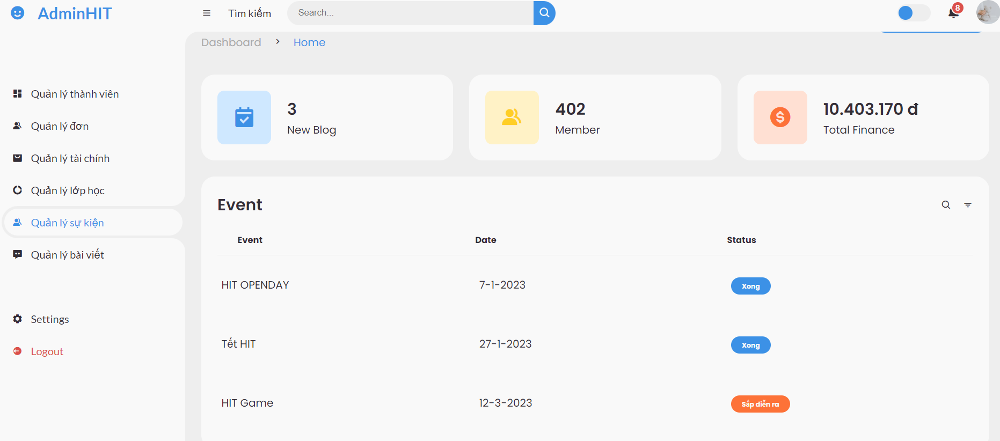 AdminHIT
Tìm kiếm
Search...
8
Dashboard
Home
Quản lý thành viên
Quản lý đơn
Quản lý tài chính
Quản lý lớp học
Quản lý sự kiện
Quản lý bài viết
Settings
Logout
3
New Blog
402
Member
10.403.170 đ
Total Finance
Event
Event Date Status
HIT OPENDAY 7-1-2023 Xong
Tết HIT 27-1-2023 Xong
HIT Game 12-3-2023 Sắp diễn ra